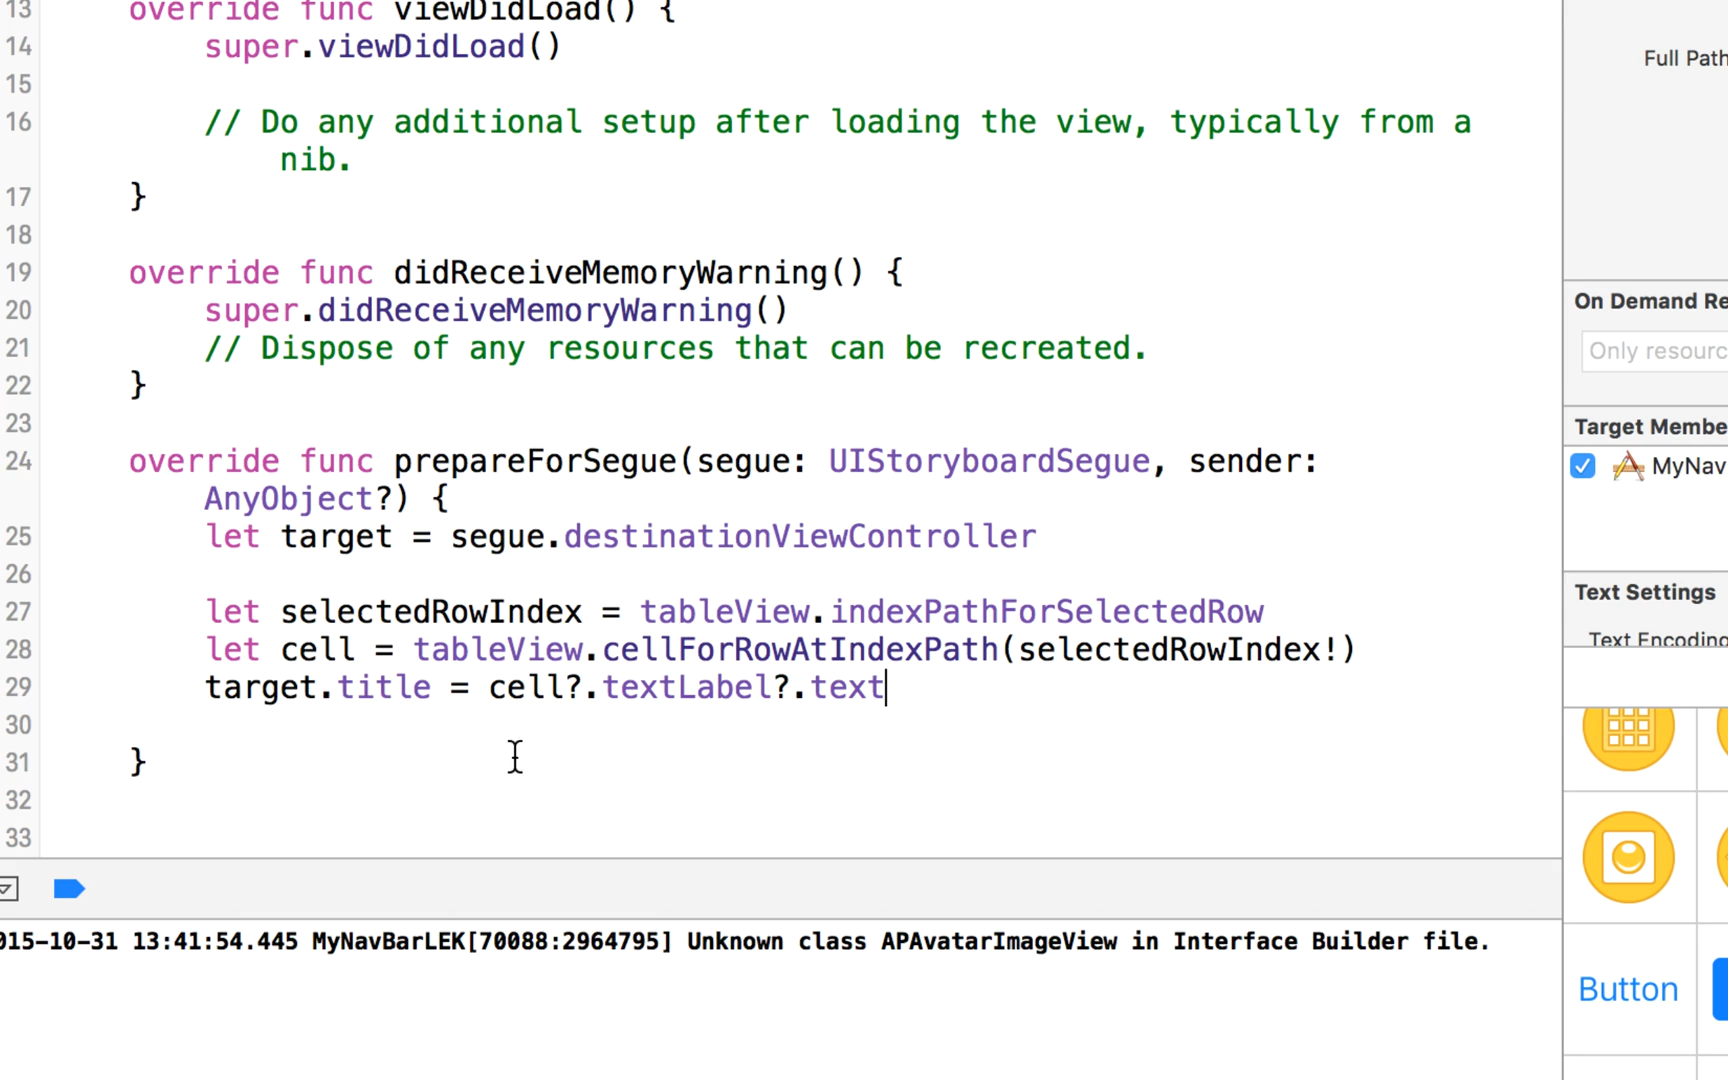 13 override func viewDidLoad() {
14 super.viewDidLoad()
15
16 // Do any additional setup after loading the view, typically from a
nib.
17 }
18
19 override func didReceiveMemoryWarning() {
20 super.didReceiveMemoryWarning()
21 // Dispose of any resources that can be recreated.
22 }
23
24 override func prepareForSegue(segue: UIStoryboardSegue, sender:
AnyObject?) {
25 let target = segue.destinationViewController
26
27 let selectedRowIndex = tableView.indexPathForSelectedRow
28 let cell = tableView.cellForRowAtIndexPath(selectedRowIndex!)
29 target.title = cell?.textLabel?.text
30
31 }
32
33
015-10-31 13:41:54.445 MyNavBarLEK[70088:2964795] Unknown class APAvatarImageView in Interface Builder file.
Full Path
On Demand Re
Only resourc
Target Membe
MyNav
Text Settings
Text Encoding
Button